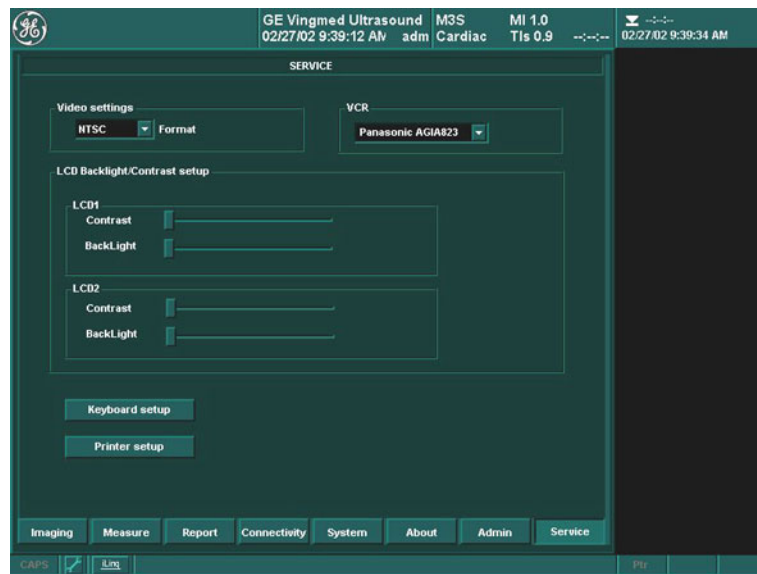 GE
GE Vingmed Ultrasound M3S MI 1.0
02/27/02 9:39:12 AM adm Cardiac TIs 0.9 --:--:--
--:--:--
02/27/02 9:39:34 AM
SERVICE
Video settings
NTSC Format
VCR
Panasonic AGIA823
LCD Backlight/Contrast setup
LCD1
Contrast
BackLight
LCD2
Contrast
BackLight
Keyboard setup
Printer setup
Imaging Measure Report Connectivity System About Admin Service
CAPS iLinq Ptr